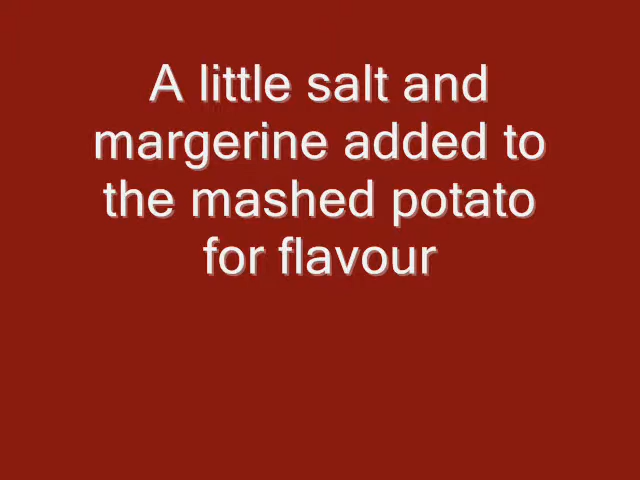 A little salt and
margerine added to
the mashed potato
for flavour